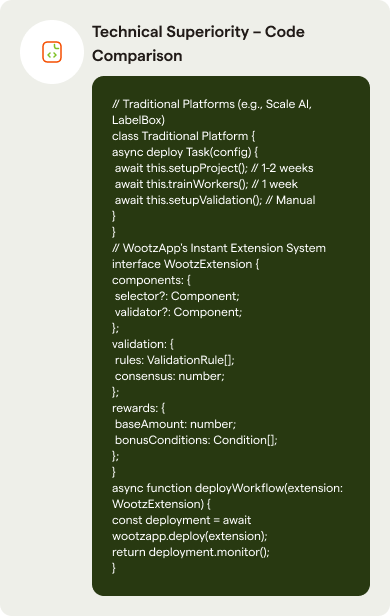 Technical Superiority – Code
Comparison
// Traditional Platforms (e.g., Scale AI,
LabelBox)
class Traditional Platform {
async deploy Task(config) {
await this.setupProject(); // 1-2 weeks
await this.trainWorkers(); // 1 week
await this.setupValidation(); // Manual
}
}
// WootzApp's Instant Extension System
interface WootzExtension {
components: {
selector?: Component;
validator?: Component;
};
validation: {
rules: ValidationRule[];
consensus: number;
};
rewards: {
baseAmount: number;
bonusConditions: Condition[];
};
}
async function deployWorkflow(extension:
WootzExtension) {
const deployment = await
wootzapp.deploy(extension);
return deployment.monitor();
}